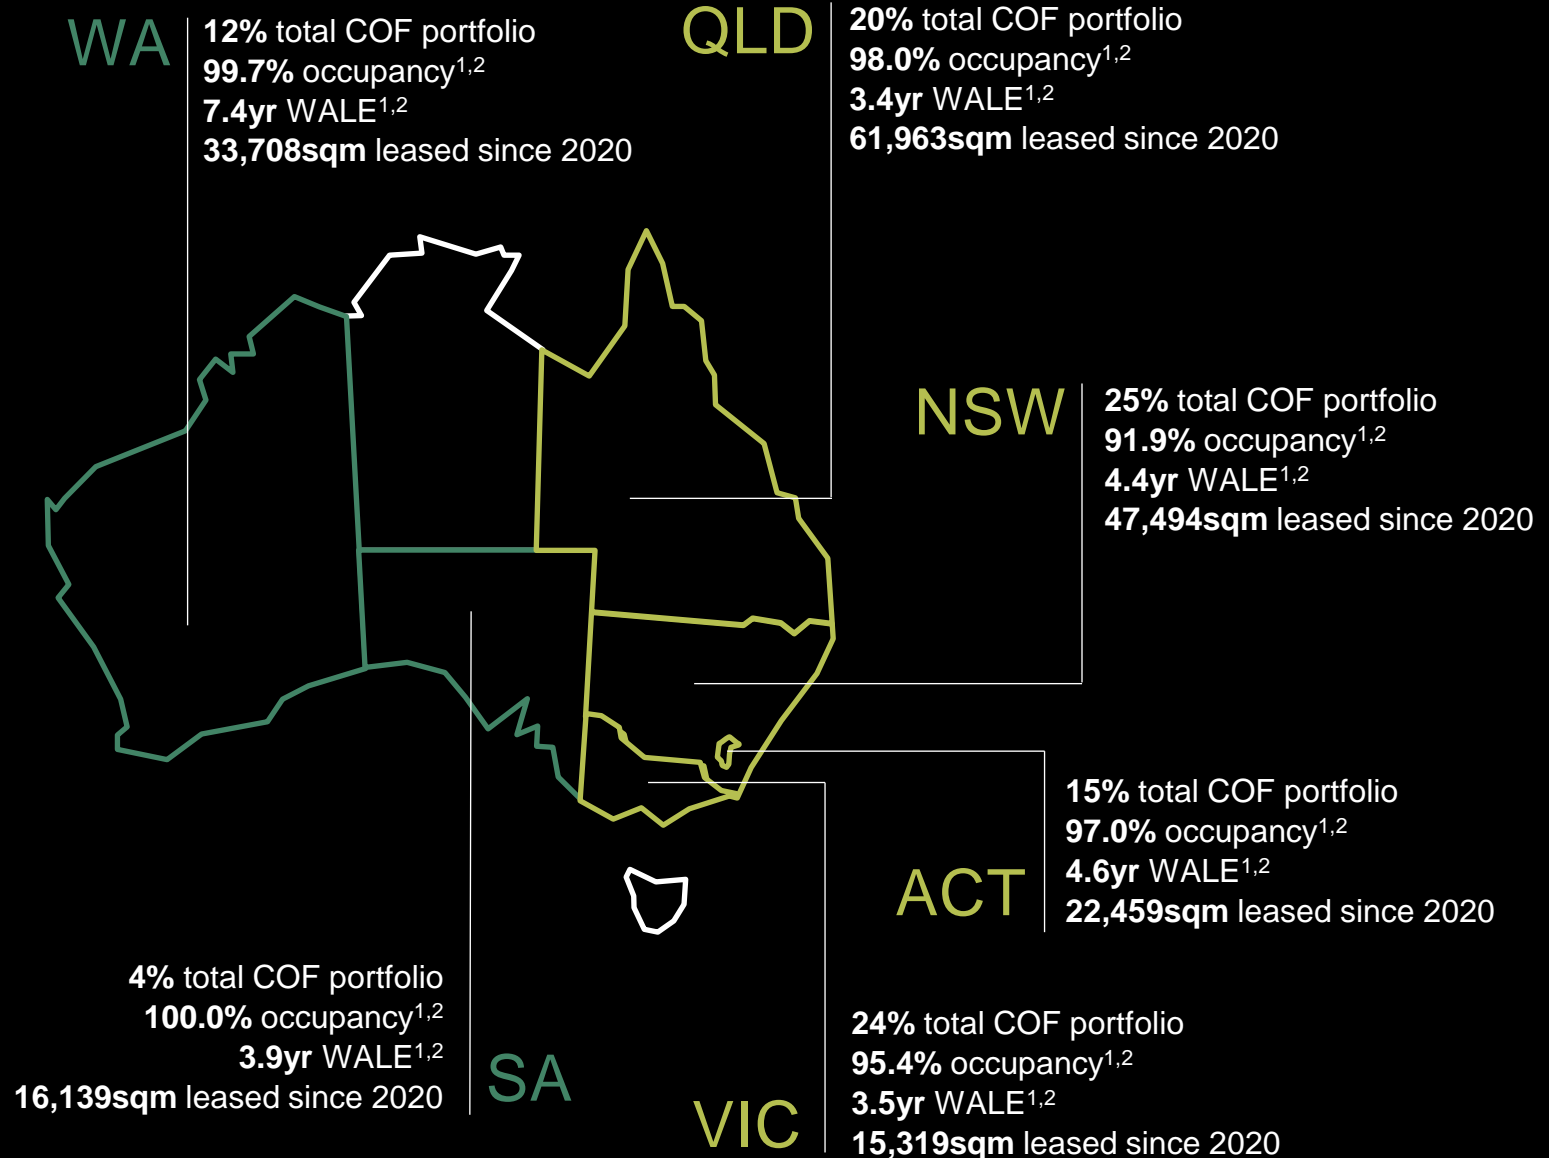 WA
12% total COF portfolio
99.7% occupancy1,2
7.4yr WALE1,2
33,708sqm leased since 2020
QLD
20% total COF portfolio
98.0% occupancy1,2
3.4yr WALE1,2
61,963sqm leased since 2020
NSW
25% total COF portfolio
91.9% occupancy1,2
4.4yr WALE1,2
47,494sqm leased since 2020
ACT
15% total COF portfolio
97.0% occupancy1,2
4.6yr WALE1,2
22,459sqm leased since 2020
4% total COF portfolio
100.0% occupancy1,2
3.9yr WALE1,2
16,139sqm leased since 2020
SA
VIC
24% total COF portfolio
95.4% occupancy1,2
3.5yr WALE1,2
15,319sqm leased since 2020